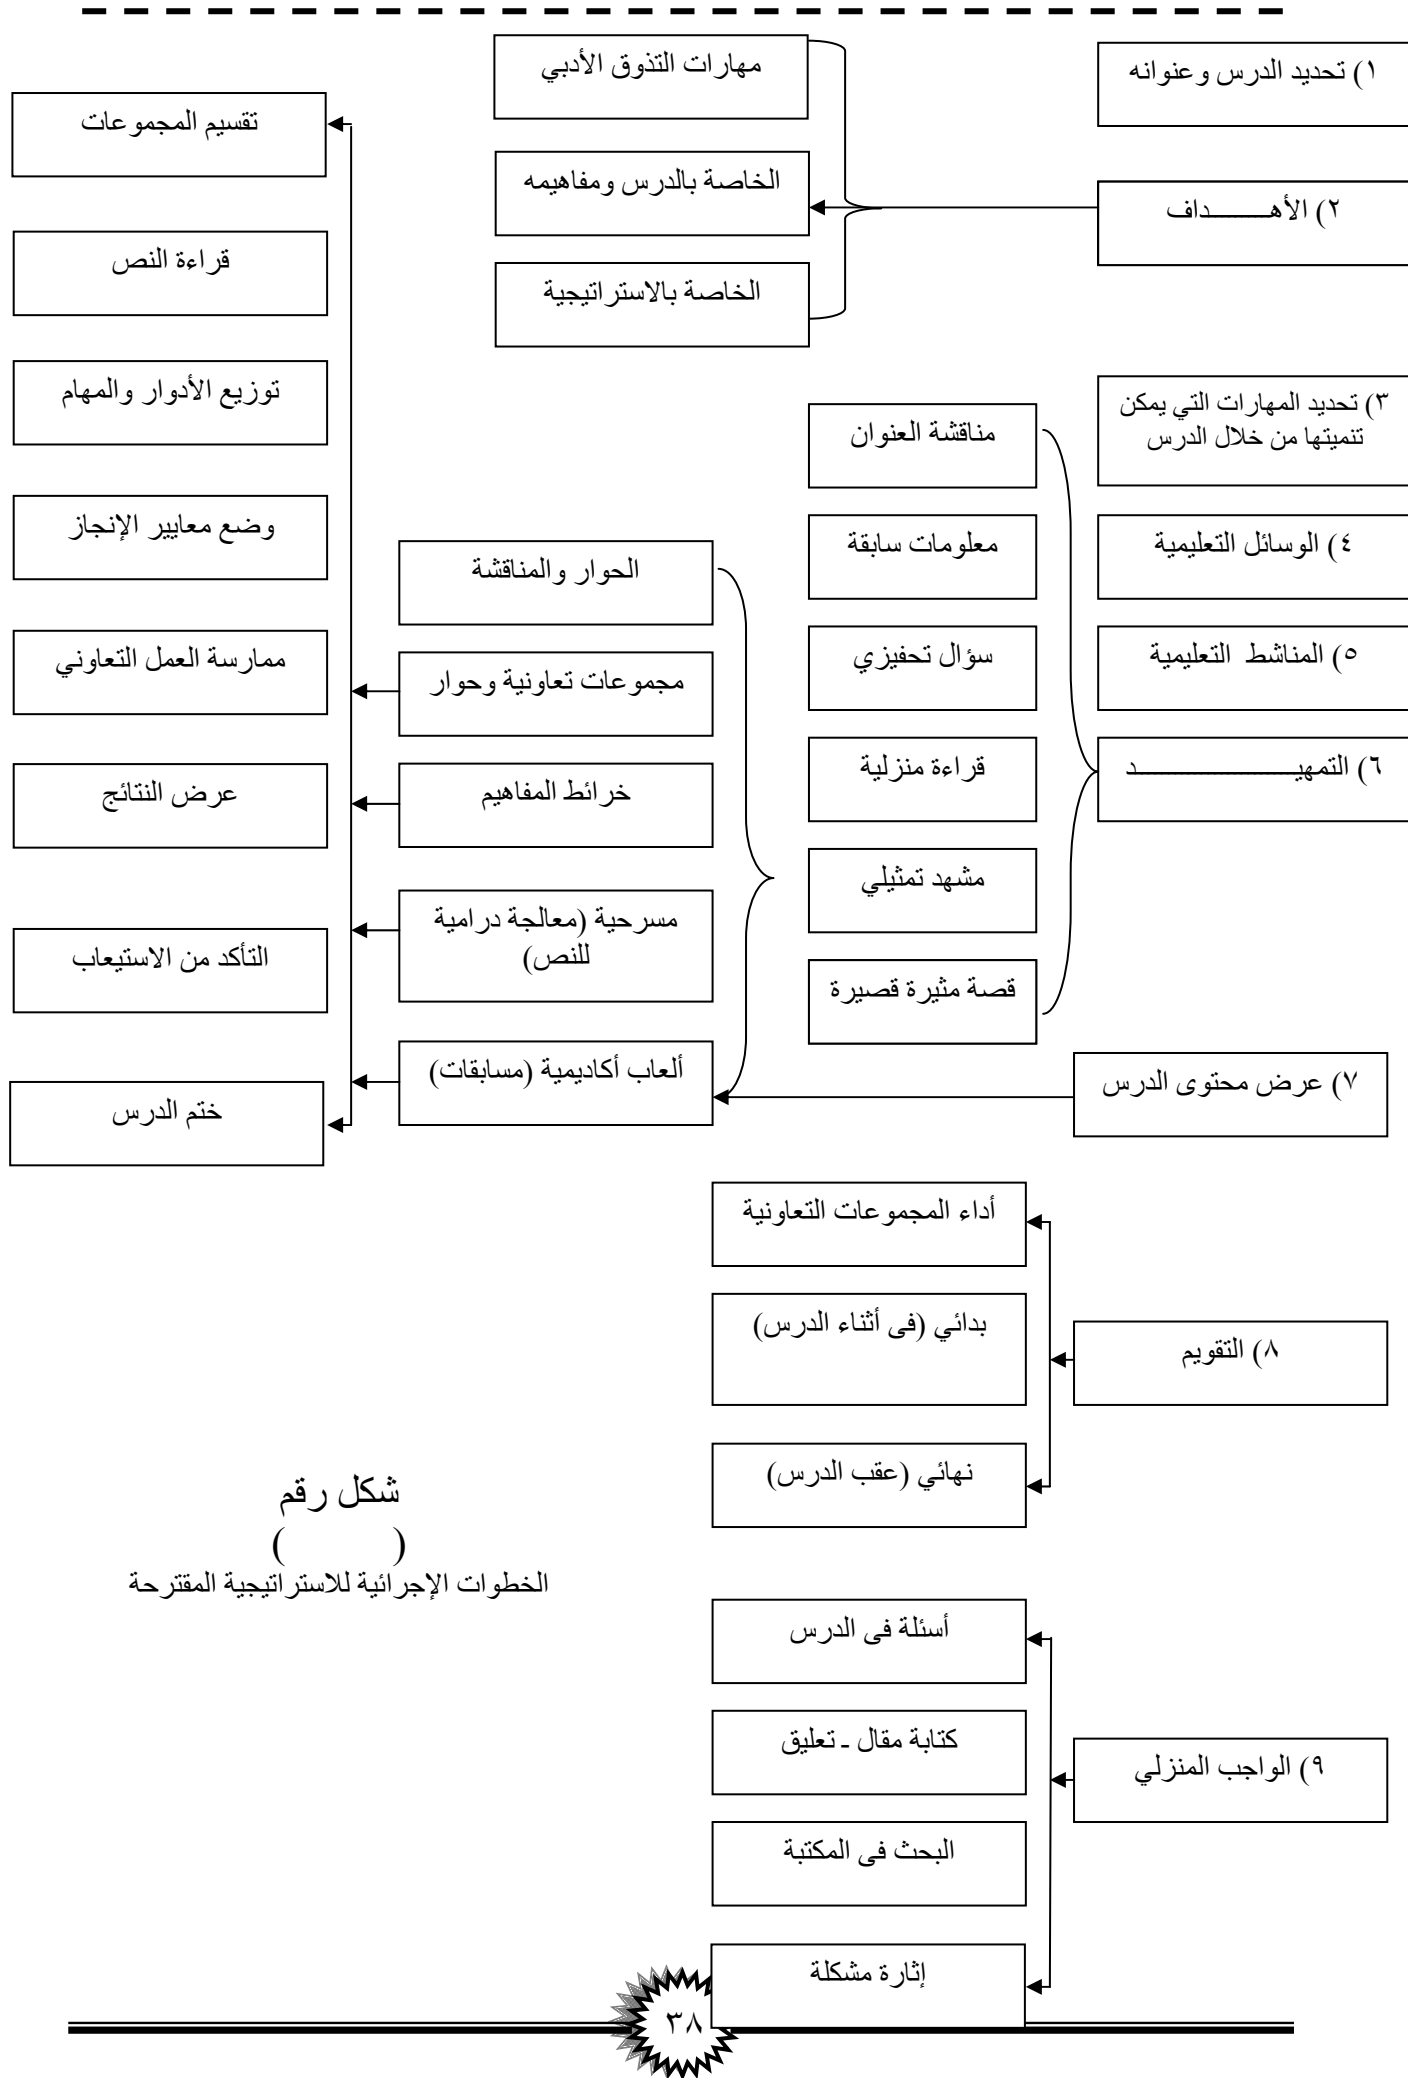 ١) تحديد الدرس وعنوانه
٢) الأهـــــــــداف
مهارات التذوق الأدبي
الخاصة بالدرس ومفاهيمه
الخاصة بالاستراتيجية
٣) تحديد المهارات التي يمكن
تنميتها من خلال الدرس
٤) الوسائل التعليمية
٥) المناشط التعليمية
٦) التمهيــــــــــــــــــــد
مناقشة العنوان
معلومات سابقة
سؤال تحفيزي
قراءة منزلية
مشهد تمثيلي
قصة مثيرة قصيرة
٧) عرض محتوى الدرس
الحوار والمناقشة
مجموعات تعاونية وحوار
خرائط المفاهيم
مسرحية (معالجة درامية
للنص)
ألعاب أكاديمية (مسابقات)
تقسيم المجموعات
قراءة النص
توزيع الأدوار والمهام
وضع معايير الإنجاز
ممارسة العمل التعاوني
عرض النتائج
التأكد من الاستيعاب
ختم الدرس
٨) التقويم
أداء المجموعات التعاونية
بدائي (فى أثناء الدرس)
نهائي (عقب الدرس)
٩) الواجب المنزلي
أسئلة فى الدرس
كتابة مقال ـ تعليق
البحث فى المكتبة
إثارة مشكلة
شكل رقم
(          )
الخطوات الإجرائية للاستراتيجية المقترحة
٣٨